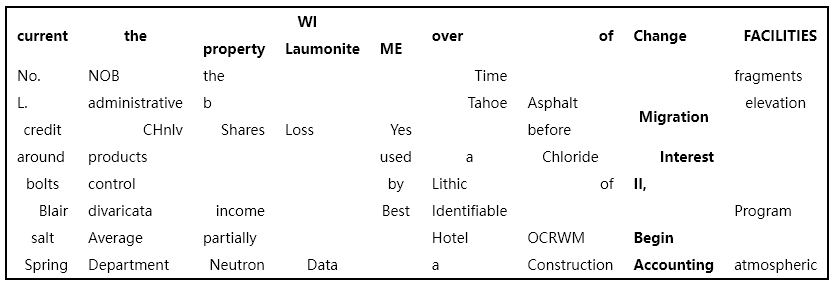 current the property WI Laumonite ME over of Change FACILITIES
No. NOB the Time fragments
L. administrative b Tahoe Asphalt Migration elevation
credit CHnlv Shares Loss Yes before
around products used a Chloride Interest
bolts control by Lithic of II,
Blair divaricata income Best Identifiable Program
salt Average partially Hotel OCRWM Begin
Spring Department Neutron Data a Construction Accounting atmospheric